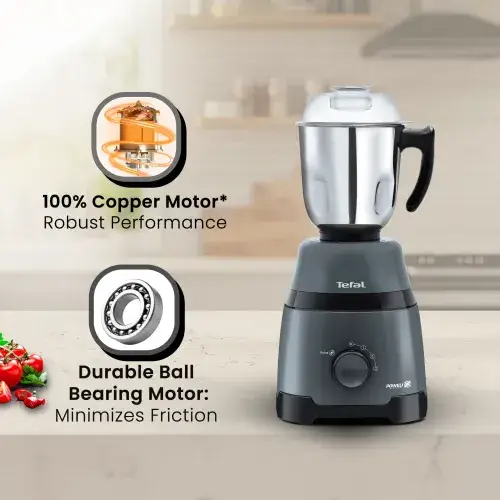 100% Copper Motor*
Robust Performance
Durable Ball
Bearing Motor:
Minimizes Friction
Tefal